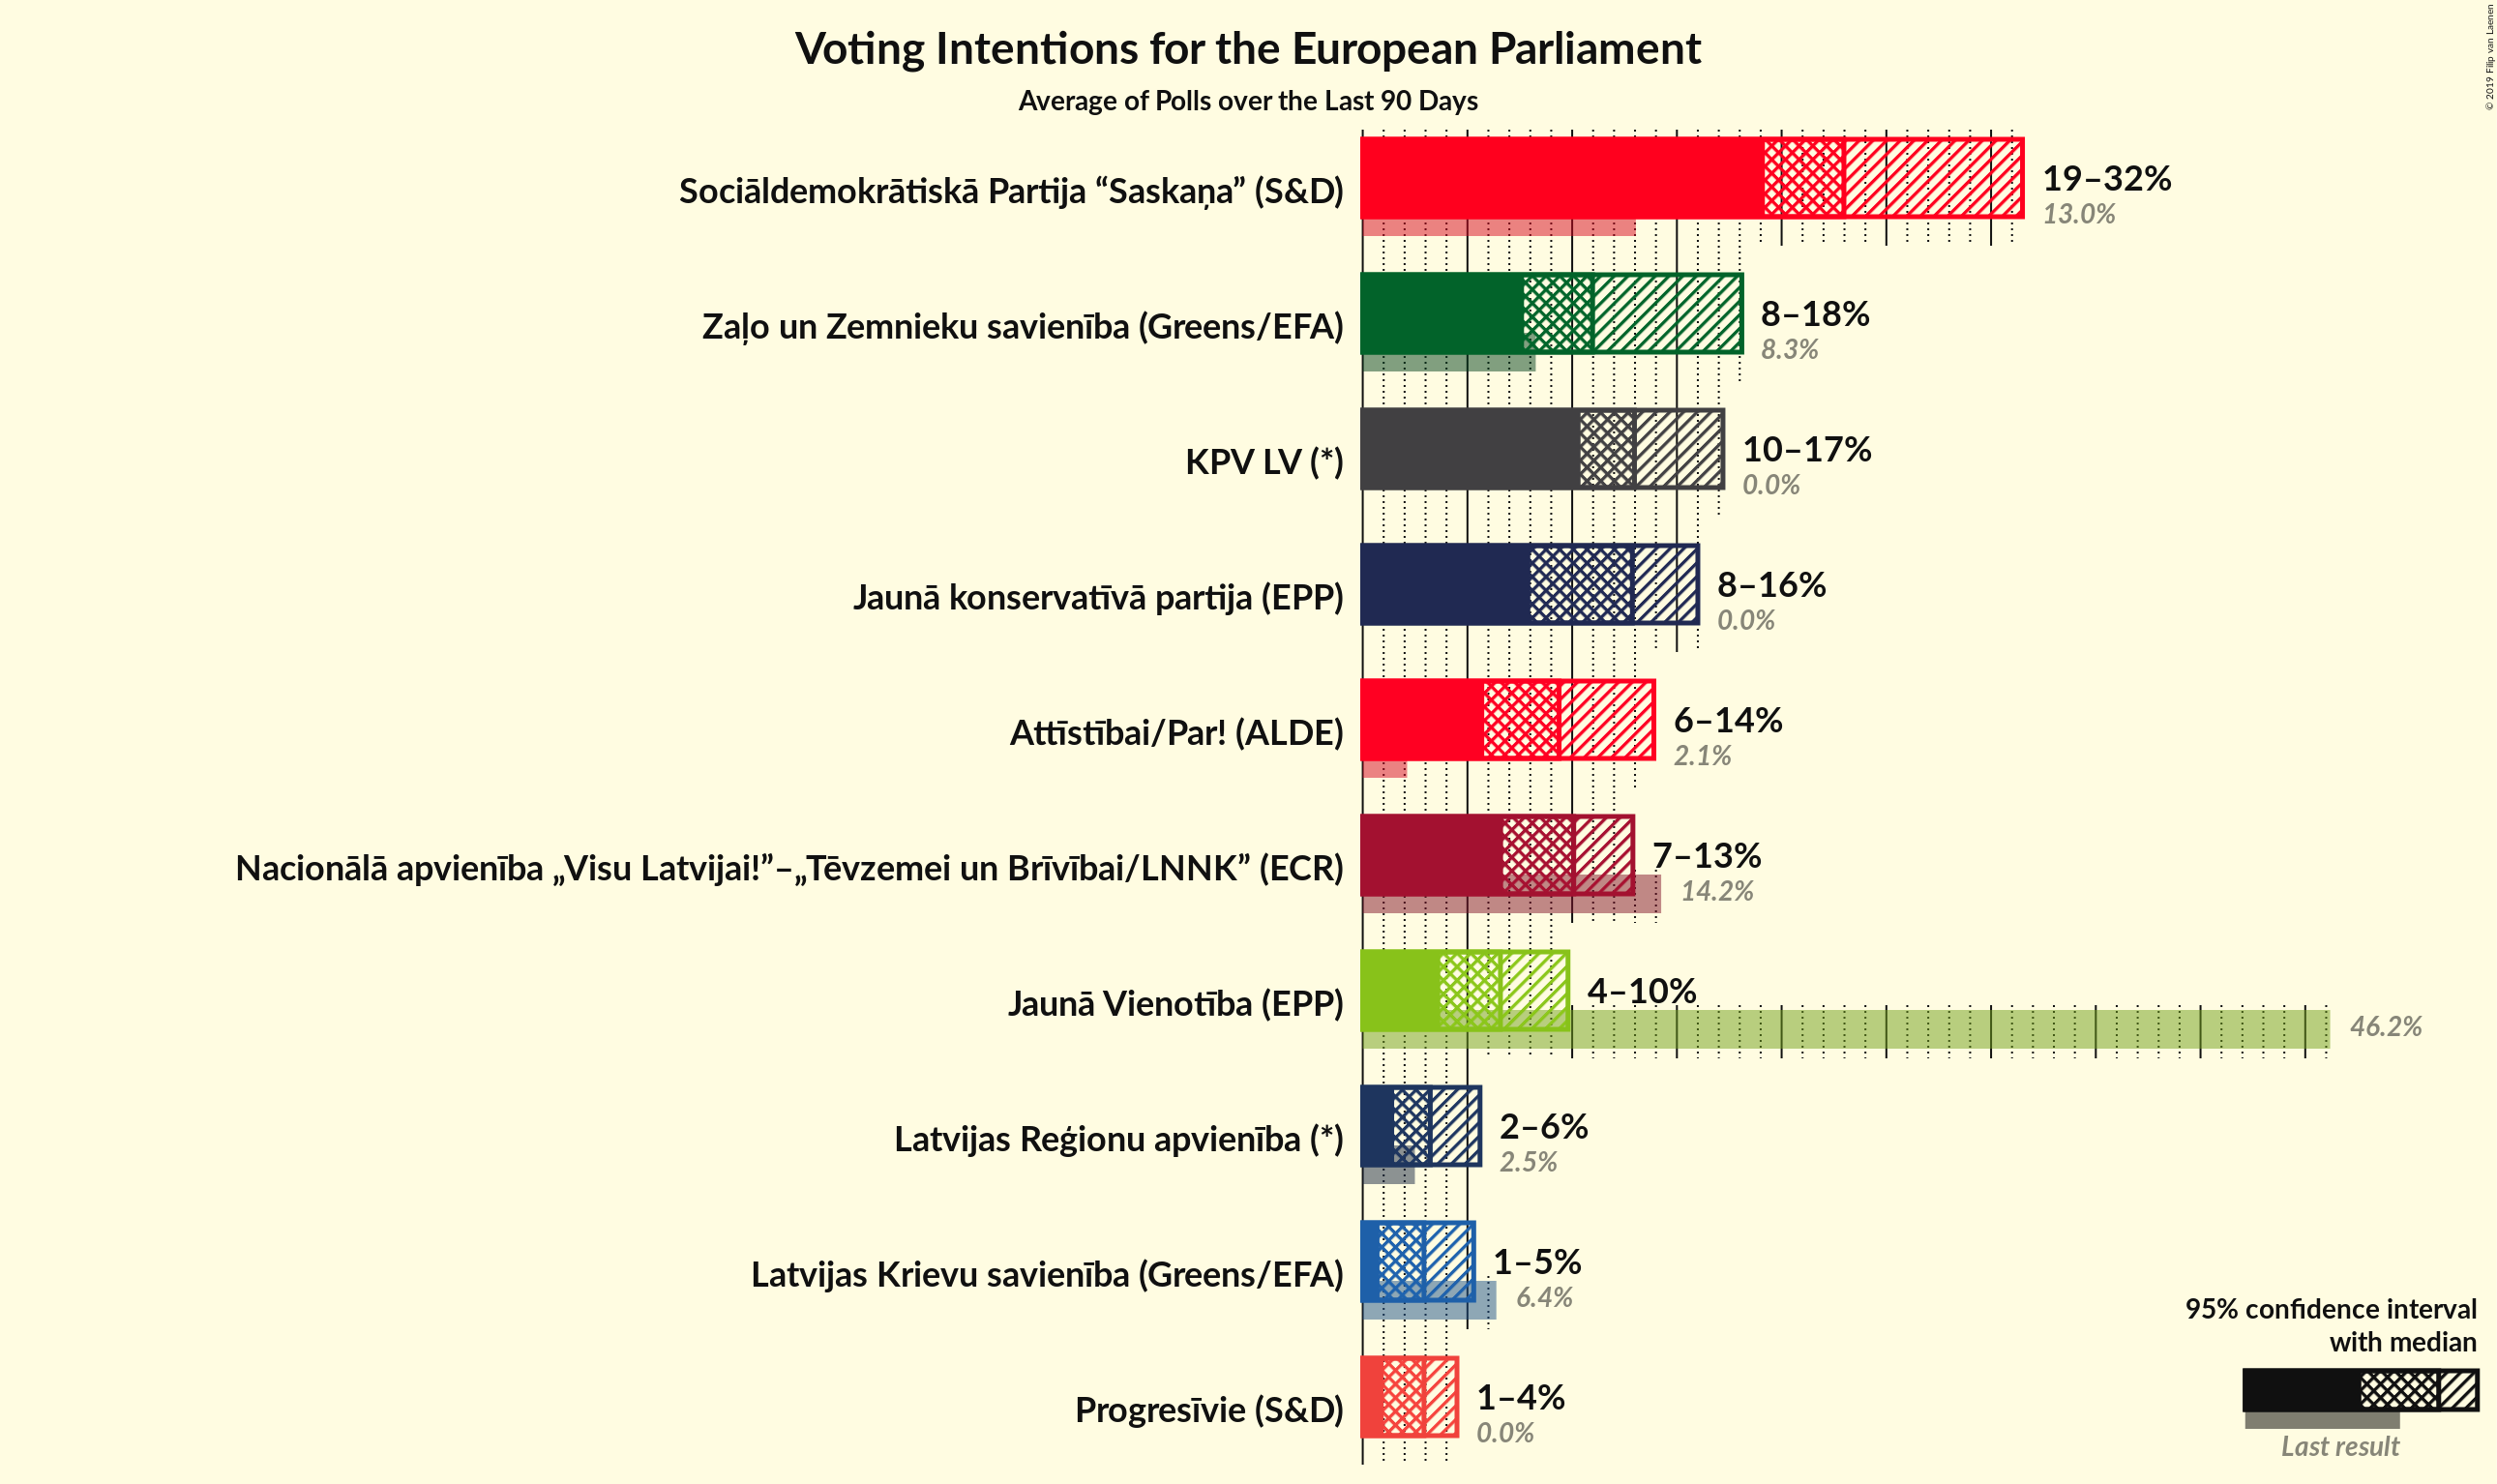 Voting Intentions for the European Parliament
Average of Polls over the Last 90 Days
© 2019 Filip van Laenen
Sociāldemokrātiskā Partija “Saskaņa” (S&D)
19–32%
13.0%
Zaļo un Zemnieku savienība (Greens/EFA)
8–18%
8.3%
KPV LV (*)
10–17%
0.0%
Jaunā konservatīvā partija (EPP)
8–16%
0.0%
Attīstībai/Par! (ALDE)
6–14%
2.1%
Nacionālā apvienība „Visu Latvijai!”–„Tēvzemei un Brīvībai/LNNK” (ECR)
7–13%
14.2%
Jaunā Vienotība (EPP)
4–10%
46.2%
Latvijas Reģionu apvienība (*)
2–6%
2.5%
Latvijas Krievu savienība (Greens/EFA)
1–5%
6.4%
Progresīvie (S&D)
1–4%
0.0%
95% confidence interval
with median
Last result